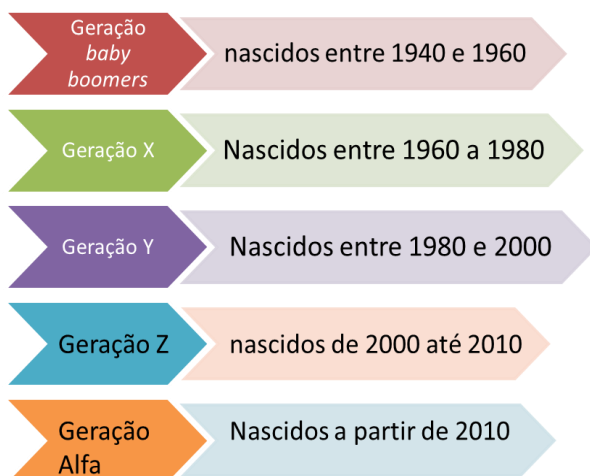 Geração
baby
boomers
nascidos entre 1940 e 1960
Geração X
Nascidos entre 1960 a 1980
Geração Y
Nascidos entre 1980 e 2000
Geração Z
nascidos de 2000 até 2010
Geração
Alfa
Nascidos a partir de 2010